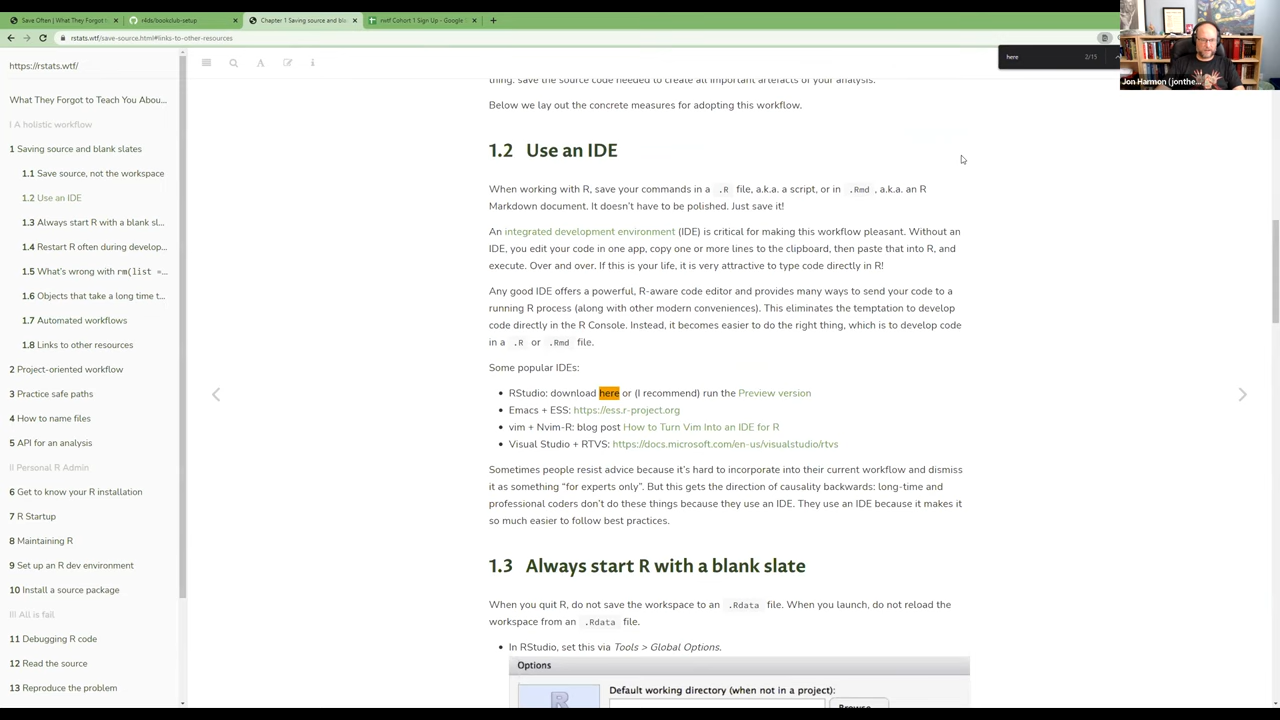 Save Often | What They Forgot t
r4ds/bookclub-setup
Chapter 1 Saving source and bla
rwtf Cohort 1 Sign Up - Google S
rstats.wtf/save-source.html#links-to-other-resources
here
2/15
Jon Harmon (jonthe...
https://rstats.wtf/
What They Forgot to Teach You Abou...
I A holistic workflow
1 Saving source and blank slates
1.1 Save source, not the workspace
1.2 Use an IDE
1.3 Always start R with a blank sl...
1.4 Restart R often during develop...
1.5 What's wrong with rm(list =...
1.6 Objects that take a long time t...
1.7 Automated workflows
1.8 Links to other resources
2 Project-oriented workflow
3 Practice safe paths
4 How to name files
5 API for an analysis
II Personal R Admin
6 Get to know your R installation
7 R Startup
8 Maintaining R
9 Set up an R dev environment
10 Install a source package
III All is fail
11 Debugging R code
12 Read the source
13 Reproduce the problem
thing: save the source code needed to create all important artefacts of your analysis.
Below we lay out the concrete measures for adopting this workflow.
1.2 Use an IDE
When working with R, save your commands in a .R file, a.k.a. a script, or in .Rmd , a.k.a. an R
Markdown document. It doesn't have to be polished. Just save it!
An integrated development environment (IDE) is critical for making this workflow pleasant. Without an
IDE, you edit your code in one app, copy one or more lines to the clipboard, then paste that into R, and
execute. Over and over. If this is your life, it is very attractive to type code directly in R!
Any good IDE offers a powerful, R-aware code editor and provides many ways to send your code to a
running R process (along with other modern conveniences). This eliminates the temptation to develop
code directly in the R Console. Instead, it becomes easier to do the right thing, which is to develop code
in a .R or .Rmd file.
Some popular IDEs:
• RStudio: download here or (I recommend) run the Preview version
• Emacs + ESS: https://ess.r-project.org
• vim + Nvim-R: blog post How to Turn Vim Into an IDE for R
• Visual Studio + RTVS: https://docs.microsoft.com/en-us/visualstudio/rtvs
Sometimes people resist advice because it's hard to incorporate into their current workflow and dismiss
it as something “for experts only”. But this gets the direction of causality backwards: long-time and
professional coders don't do these things because they use an IDE. They use an IDE because it makes it
so much easier to follow best practices.
1.3 Always start R with a blank slate
When you quit R, do not save the workspace to an .Rdata file. When you launch, do not reload the
workspace from an .Rdata file.
• In RStudio, set this via Tools > Global Options.
Options
R
Default working directory (when not in a project):
Browse...